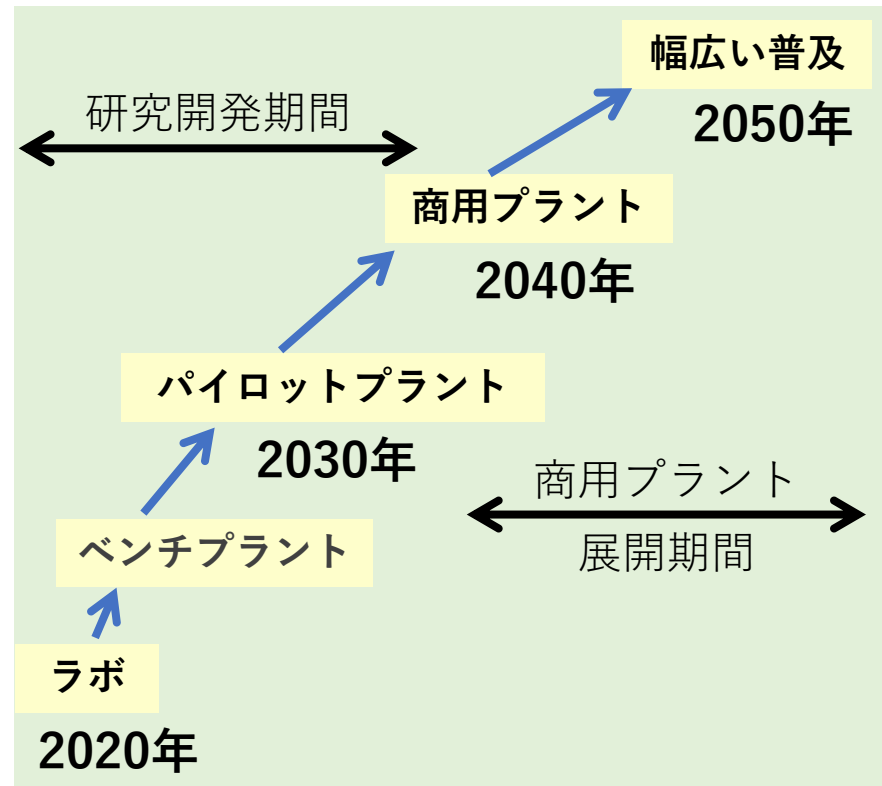 幅広い普及
2050年
研究開発期間
商用プラント
2040年
パイロットプラント
2030年
商用プラント
展開期間
ベンチプラント
ラボ
2020年